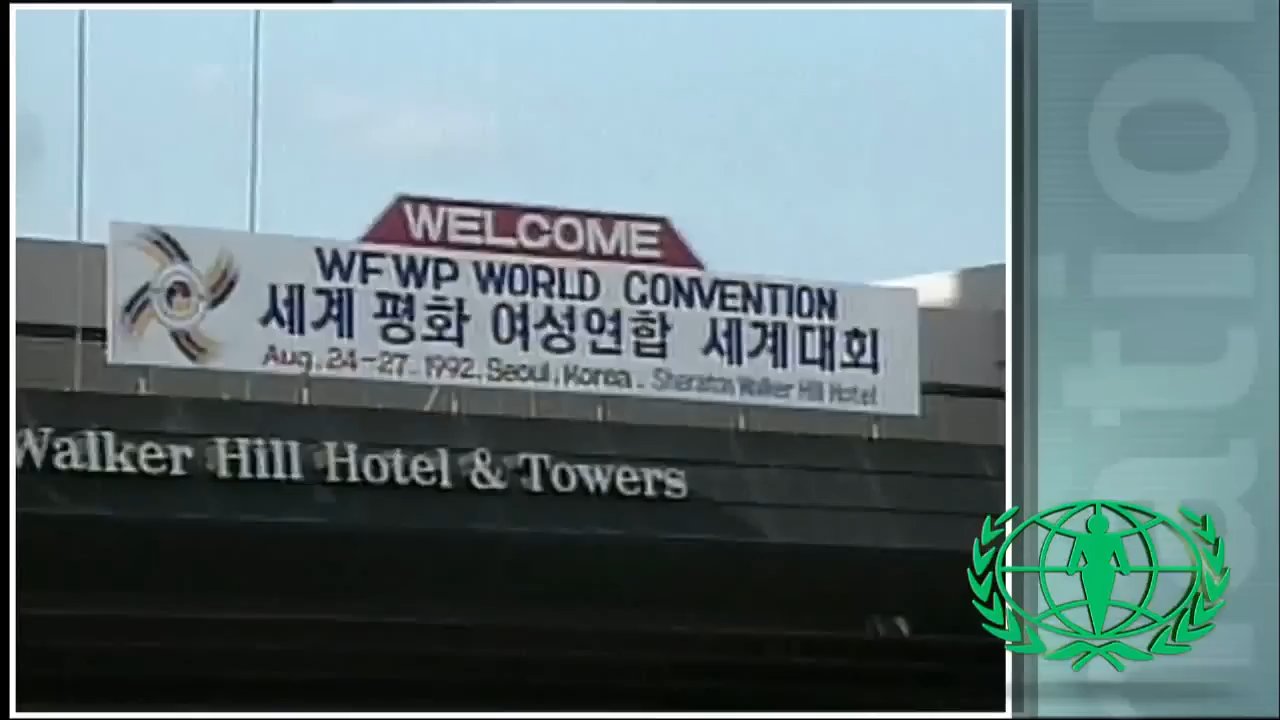 WELCOME
WFWP WORLD CONVENTION
세계 평화 여성연합 세계대회
Aug. 24-27. 1992. Seoul, Korea. Sheraton Walker Hill Hotel
Walker Hill Hotel & Towers
natio